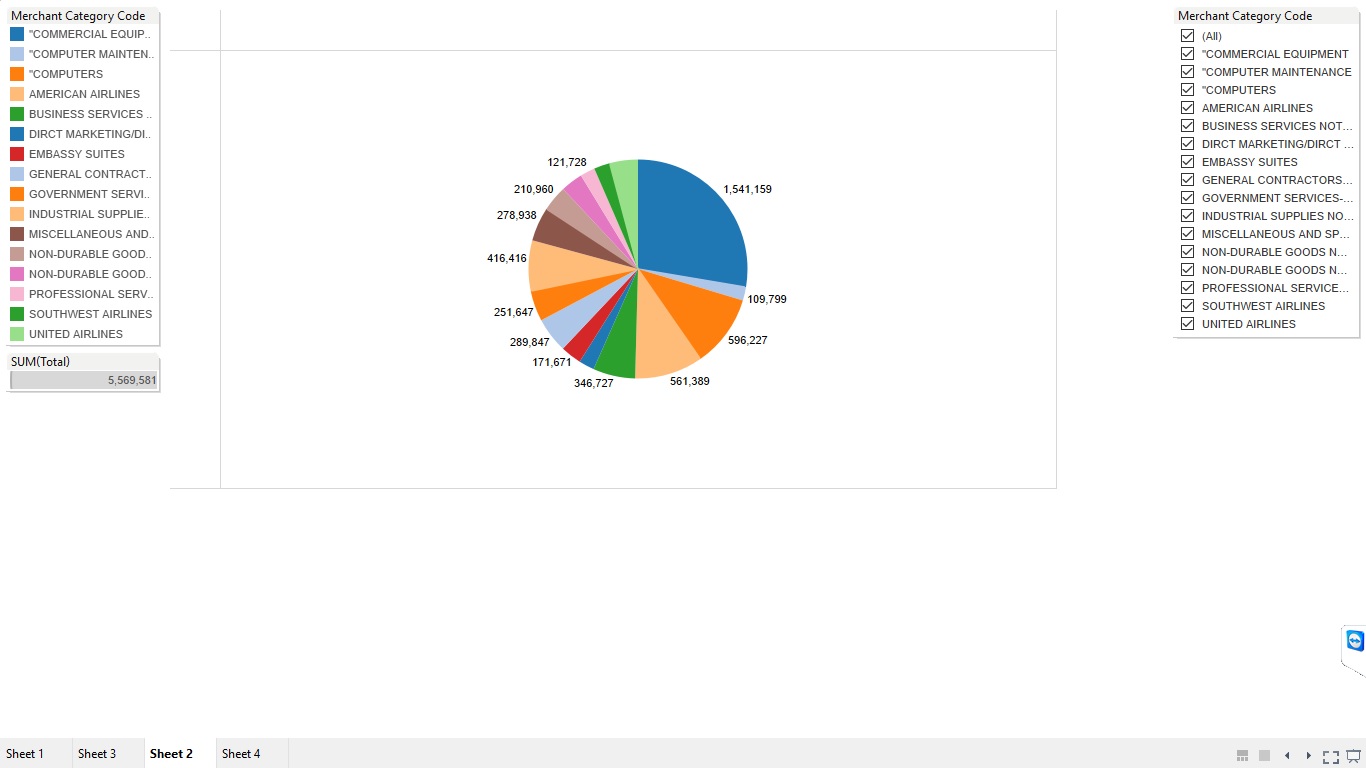 Merchant Category Code
"COMMERCIAL EQUIP..
"COMPUTER MAINTEN..
"COMPUTERS
AMERICAN AIRLINES
BUSINESS SERVICES ..
DIRCT MARKETING/DI..
EMBASSY SUITES
GENERAL CONTRACT..
GOVERNMENT SERVI..
INDUSTRIAL SUPPLIE..
MISCELLANEOUS AND..
NON-DURABLE GOOD..
NON-DURABLE GOOD..
PROFESSIONAL SERV..
SOUTHWEST AIRLINES
UNITED AIRLINES
SUM(Total)
5,569,581
121,728
210,960
278,938
416,416
251,647
289,847
171,671
346,727
1,541,159
109,799
596,227
561,389
Merchant Category Code
(All)
"COMMERCIAL EQUIPMENT
"COMPUTER MAINTENANCE
"COMPUTERS
AMERICAN AIRLINES
BUSINESS SERVICES NOT...
DIRCT MARKETING/DIRCT ...
EMBASSY SUITES
GENERAL CONTRACTORS...
GOVERNMENT SERVICES-...
INDUSTRIAL SUPPLIES NO...
MISCELLANEOUS AND SP...
NON-DURABLE GOODS N...
NON-DURABLE GOODS N...
PROFESSIONAL SERVICE...
SOUTHWEST AIRLINES
UNITED AIRLINES
Sheet 1 Sheet 3 Sheet 2 Sheet 4